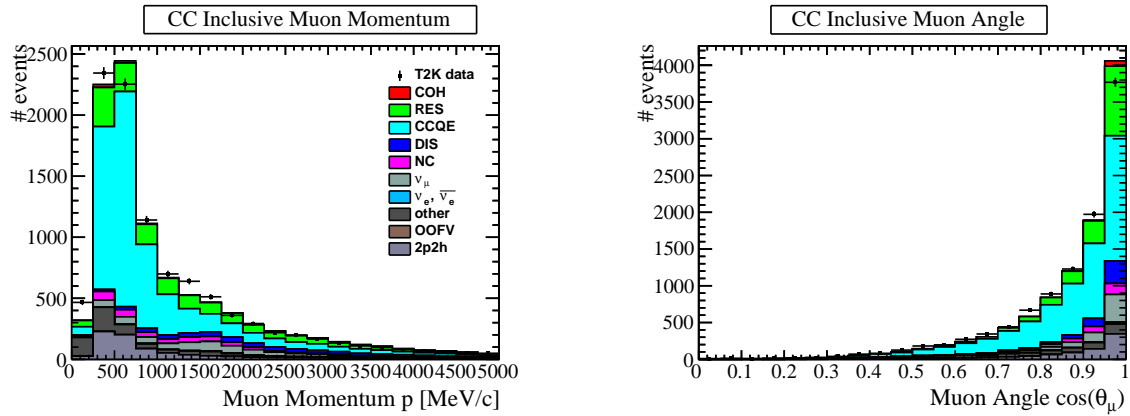 CC Inclusive Muon Momentum
# events
2500
2000
1500
1000
500
0
T2K data
COH
RES
CCQE
DIS
NC
ν_μ
ν_e, ν̅_e
other
OOFV
2p2h
0 500 1000 1500 2000 2500 3000 3500 4000 4500 5000
Muon Momentum p [MeV/c]
CC Inclusive Muon Angle
# events
4000
3500
3000
2500
2000
1500
1000
500
0
0 0.1 0.2 0.3 0.4 0.5 0.6 0.7 0.8 0.9 1
Muon Angle cos(θ_μ)